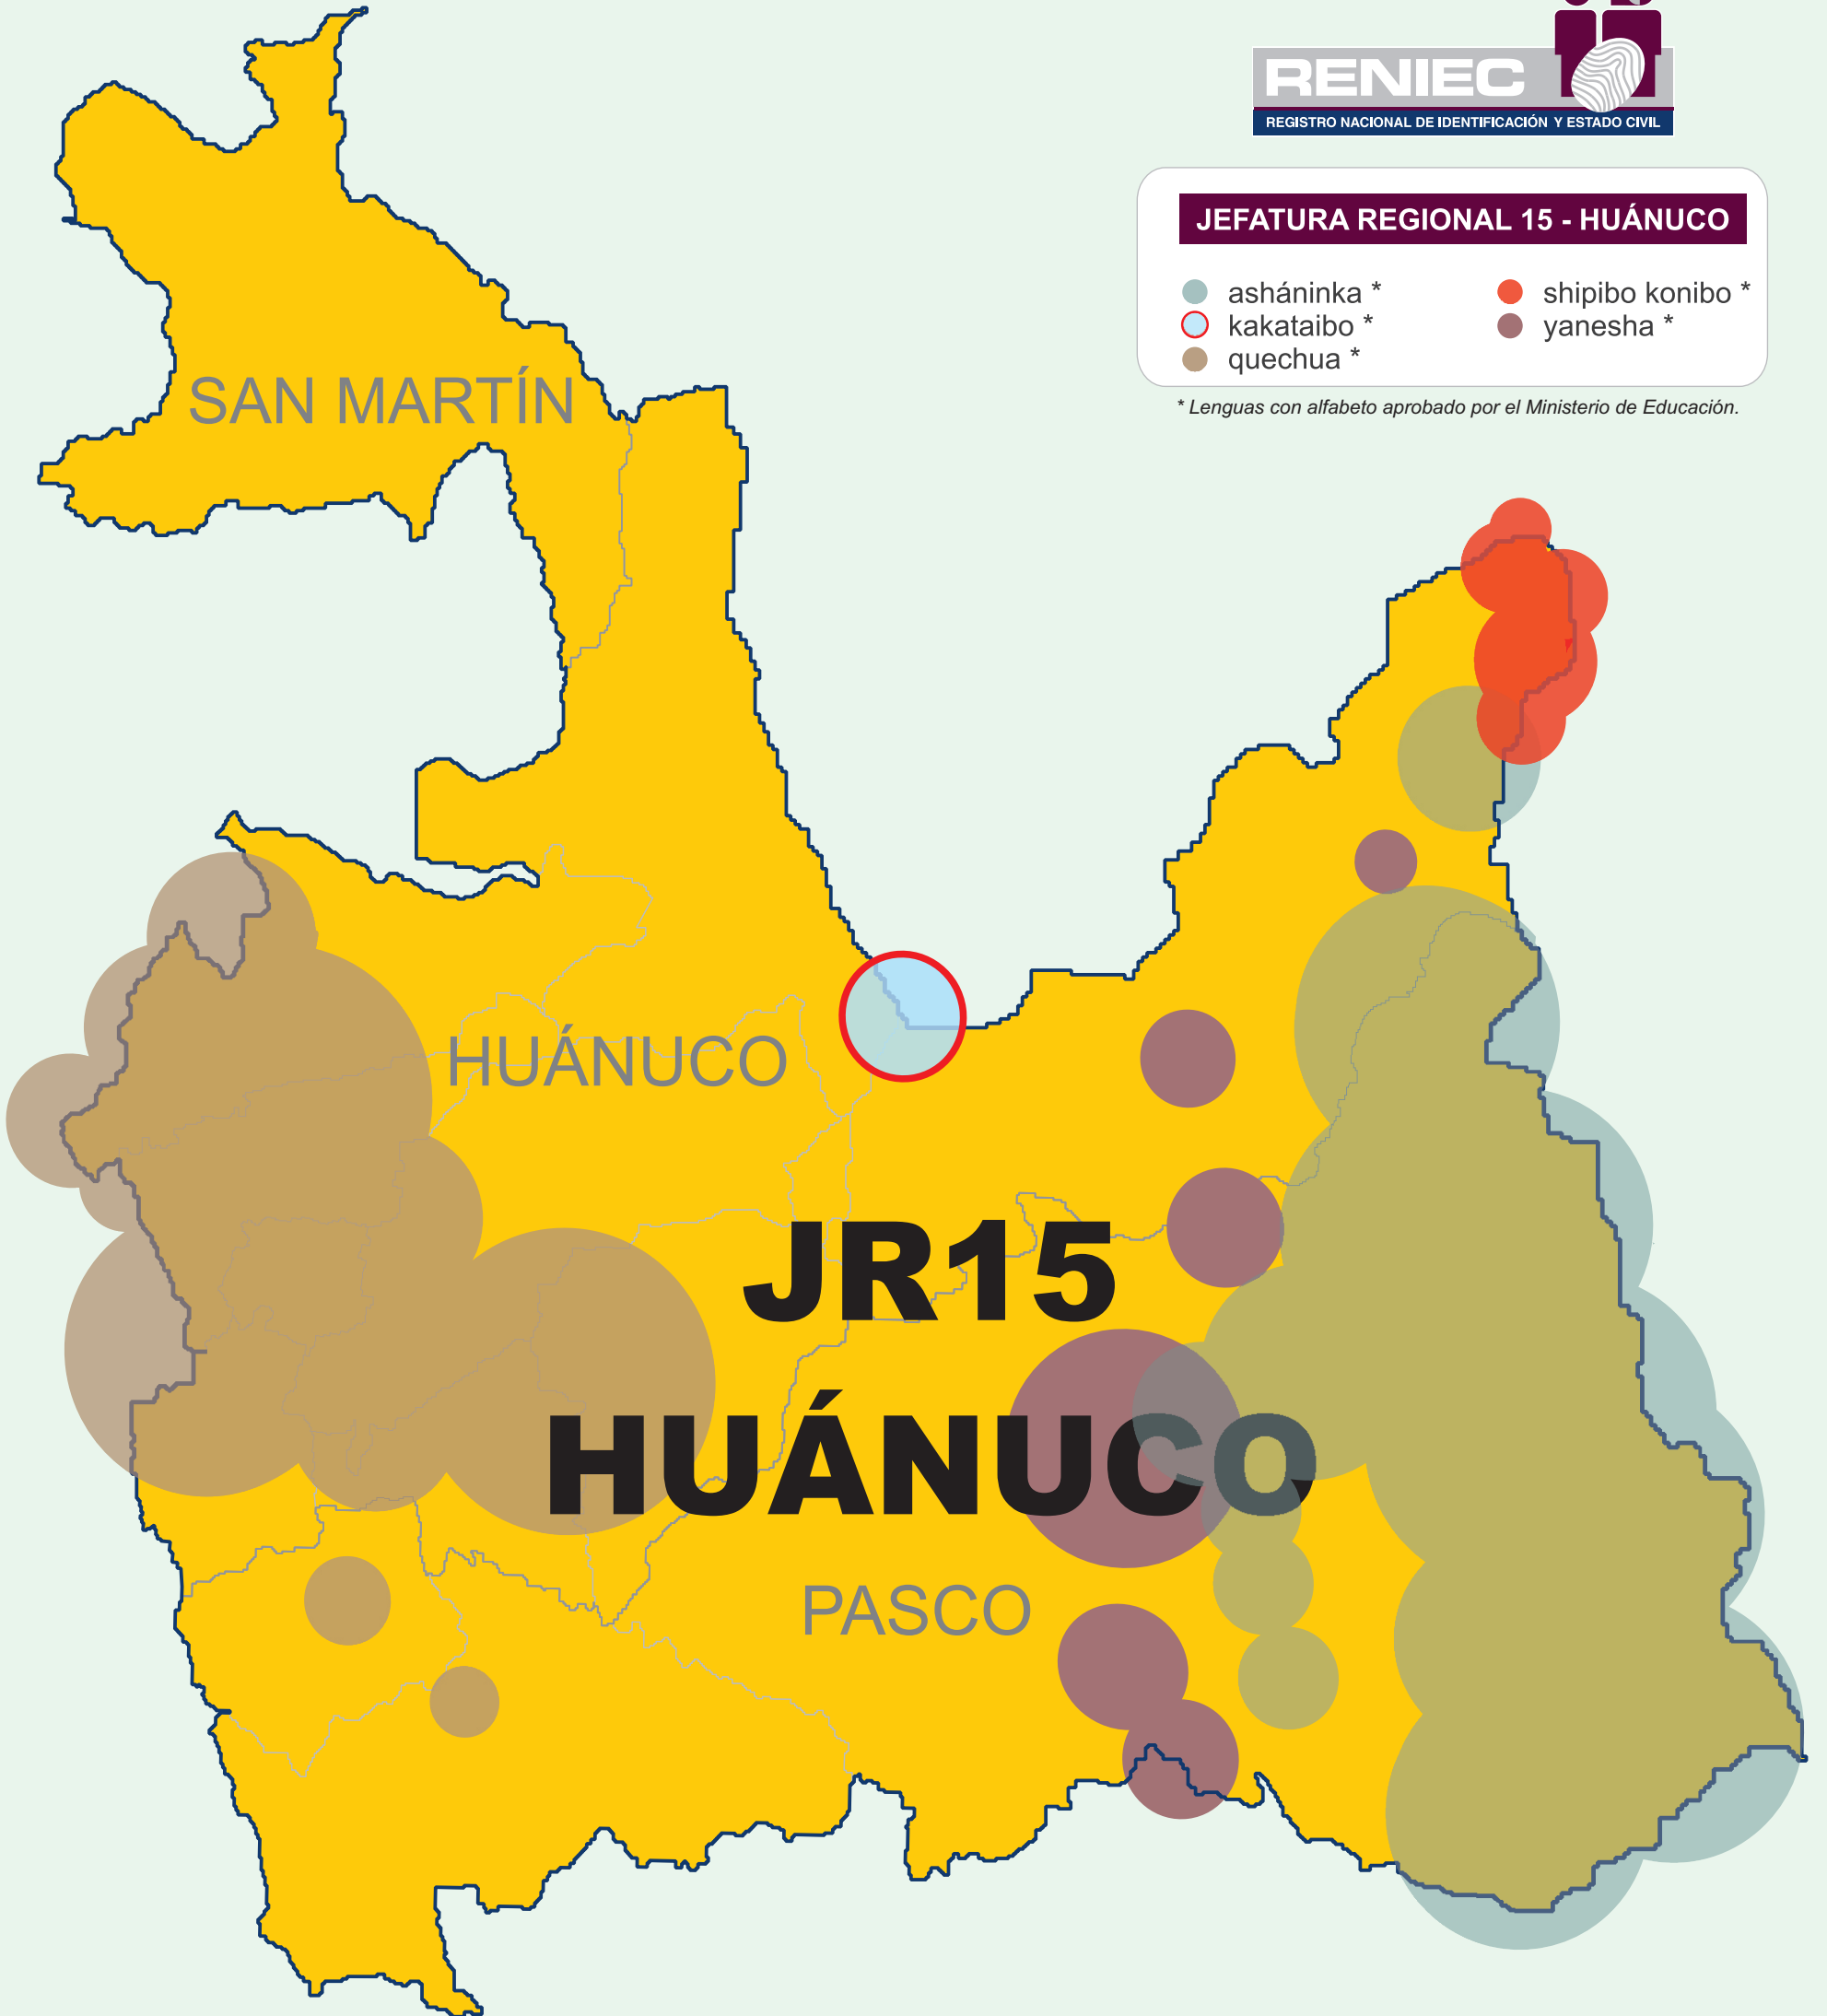 RENIEC
REGISTRO NACIONAL DE IDENTIFICACIÓN Y ESTADO CIVIL
JEFATURA REGIONAL 15 - HUÁNUCO
asháninka *
kakataibo *
quechua *
shipibo konibo *
yanesha *
* Lenguas con alfabeto aprobado por el Ministerio de Educación.
SAN MARTÍN
HUÁNUCO
JR15
HUÁNUCO
PASCO